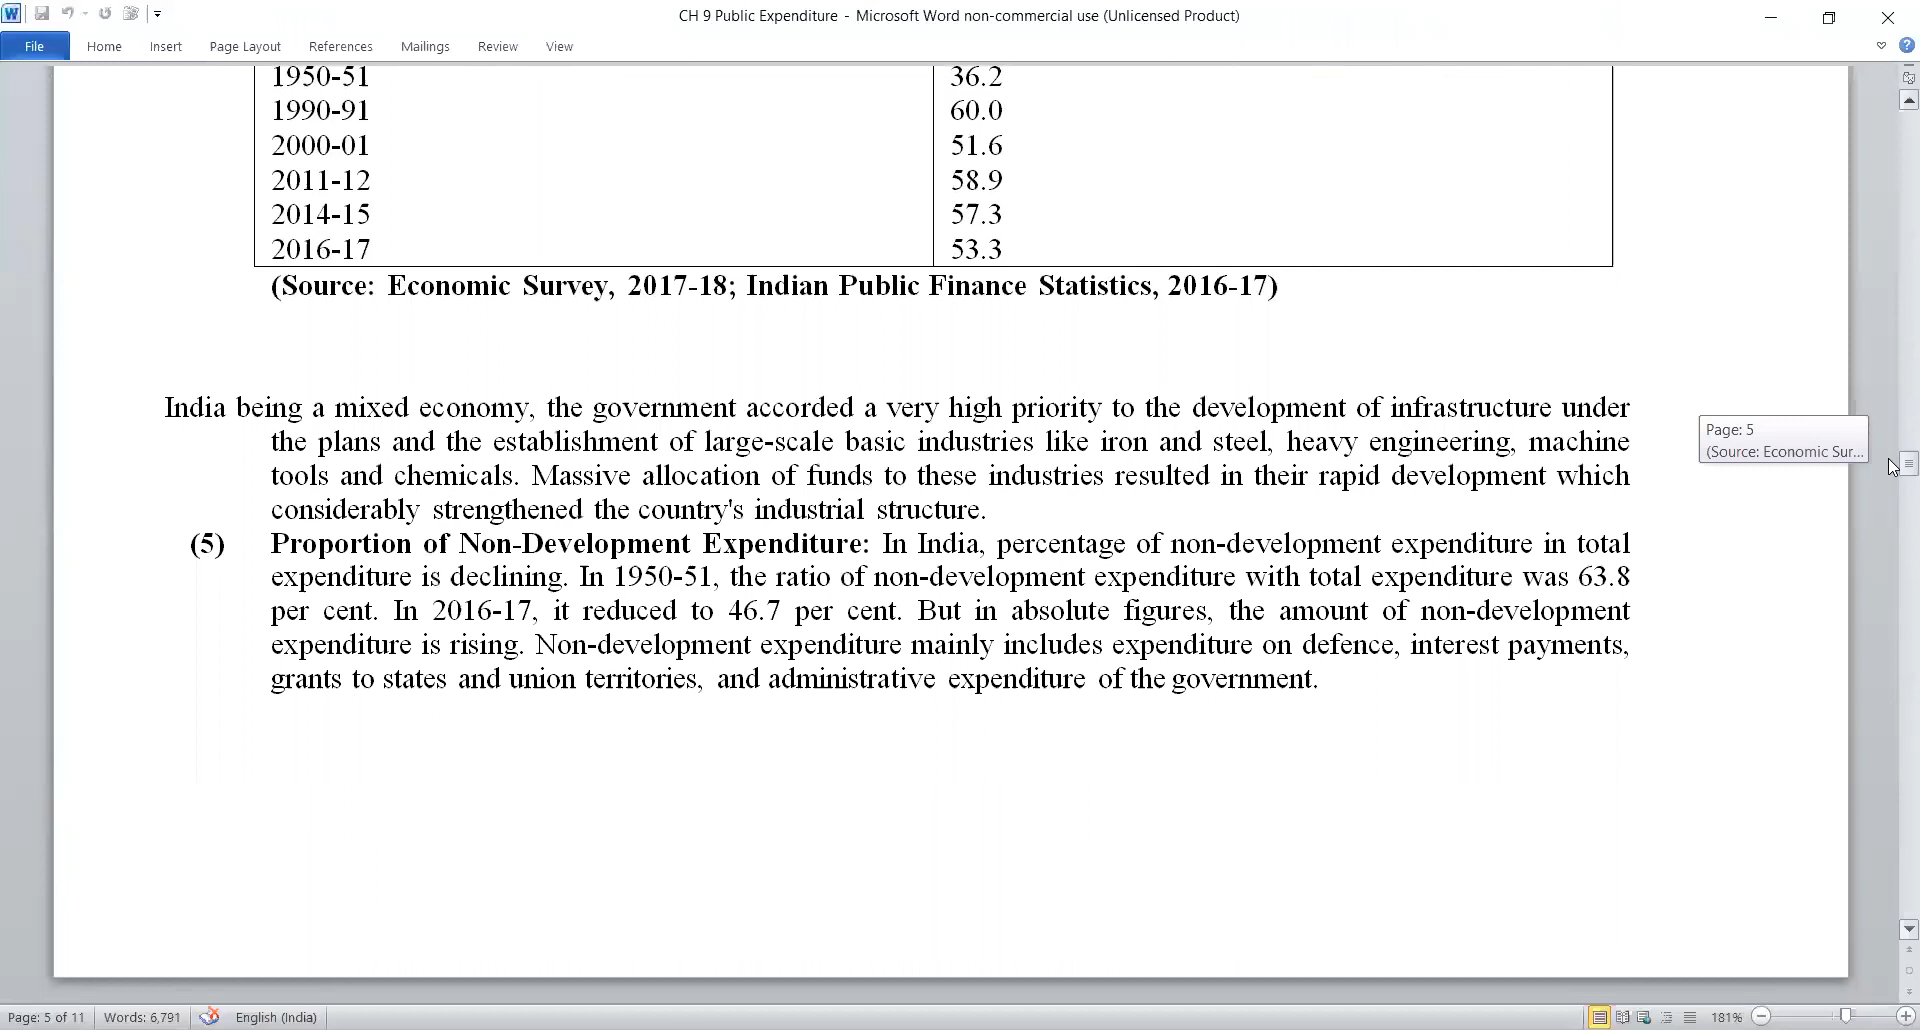 CH 9 Public Expenditure - Microsoft Word non-commercial use (Unlicensed Product)
File Home Insert Page Layout References Mailings Review View
1950-51 36.2
1990-91 60.0
2000-01 51.6
2011-12 58.9
2014-15 57.3
2016-17 53.3
(Source: Economic Survey, 2017-18; Indian Public Finance Statistics, 2016-17)
India being a mixed economy, the government accorded a very high priority to the development of infrastructure under
the plans and the establishment of large-scale basic industries like iron and steel, heavy engineering, machine
tools and chemicals. Massive allocation of funds to these industries resulted in their rapid development which
considerably strengthened the country's industrial structure.
(5) Proportion of Non-Development Expenditure: In India, percentage of non-development expenditure in total
expenditure is declining. In 1950-51, the ratio of non-development expenditure with total expenditure was 63.8
per cent. In 2016-17, it reduced to 46.7 per cent. But in absolute figures, the amount of non-development
expenditure is rising. Non-development expenditure mainly includes expenditure on defence, interest payments,
grants to states and union territories, and administrative expenditure of the government.
Page: 5
(Source: Economic Sur...
Page: 5 of 11 Words: 6,791 English (India) 181%